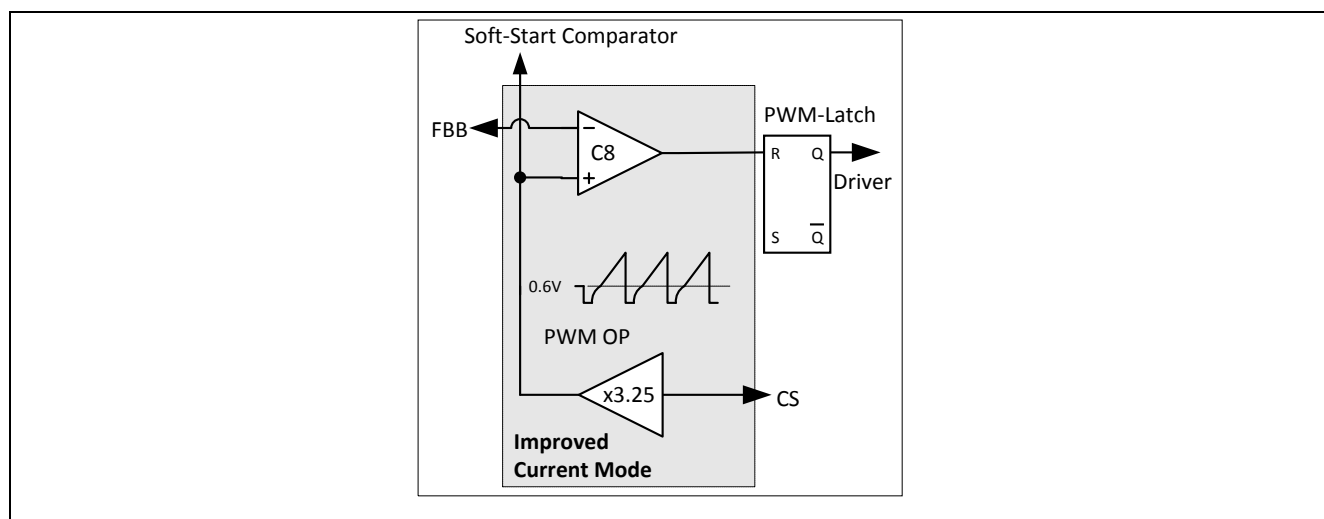 Soft-Start Comparator
FBB
−
C8
+
PWM-Latch
R Q
Driver
S Q̅
0.6V
PWM OP
x3.25
CS
Improved
Current Mode